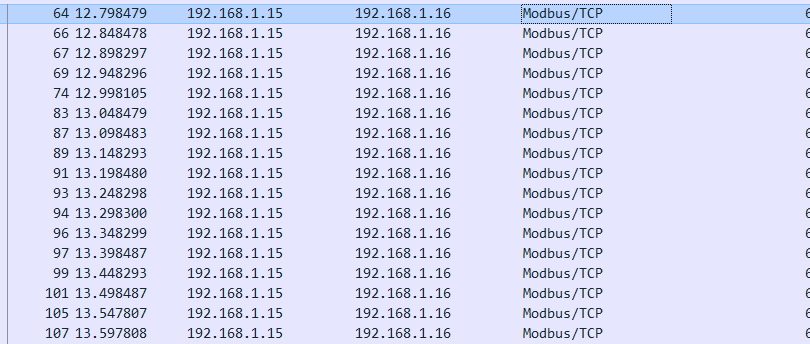 64 12.798479 192.168.1.15 192.168.1.16 Modbus/TCP 6
66 12.848478 192.168.1.15 192.168.1.16 Modbus/TCP 6
67 12.898297 192.168.1.15 192.168.1.16 Modbus/TCP 6
69 12.948296 192.168.1.15 192.168.1.16 Modbus/TCP 6
74 12.998105 192.168.1.15 192.168.1.16 Modbus/TCP 6
83 13.048479 192.168.1.15 192.168.1.16 Modbus/TCP 6
87 13.098483 192.168.1.15 192.168.1.16 Modbus/TCP 6
89 13.148293 192.168.1.15 192.168.1.16 Modbus/TCP 6
91 13.198480 192.168.1.15 192.168.1.16 Modbus/TCP 6
93 13.248298 192.168.1.15 192.168.1.16 Modbus/TCP 6
94 13.298300 192.168.1.15 192.168.1.16 Modbus/TCP 6
96 13.348299 192.168.1.15 192.168.1.16 Modbus/TCP 6
97 13.398487 192.168.1.15 192.168.1.16 Modbus/TCP 6
99 13.448293 192.168.1.15 192.168.1.16 Modbus/TCP 6
101 13.498487 192.168.1.15 192.168.1.16 Modbus/TCP 6
105 13.547807 192.168.1.15 192.168.1.16 Modbus/TCP 6
107 13.597808 192.168.1.15 192.168.1.16 Modbus/TCP 6